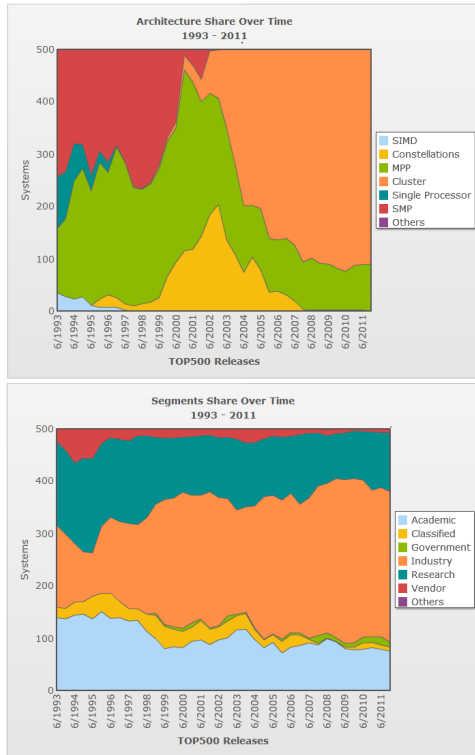 Architecture Share Over Time
1993 - 2011
500
400
300
200
100
0
Systems
6/1993
6/1994
6/1995
6/1996
6/1997
6/1998
6/1999
6/2000
6/2001
6/2002
6/2003
6/2004
6/2005
6/2006
6/2007
6/2008
6/2009
6/2010
6/2011
TOP500 Releases
SIMD
Constellations
MPP
Cluster
Single Processor
SMP
Others
Segments Share Over Time
1993 - 2011
500
400
300
200
100
0
Systems
6/1993
6/1994
6/1995
6/1996
6/1997
6/1998
6/1999
6/2000
6/2001
6/2002
6/2003
6/2004
6/2005
6/2006
6/2007
6/2008
6/2009
6/2010
6/2011
TOP500 Releases
Academic
Classified
Government
Industry
Research
Vendor
Others